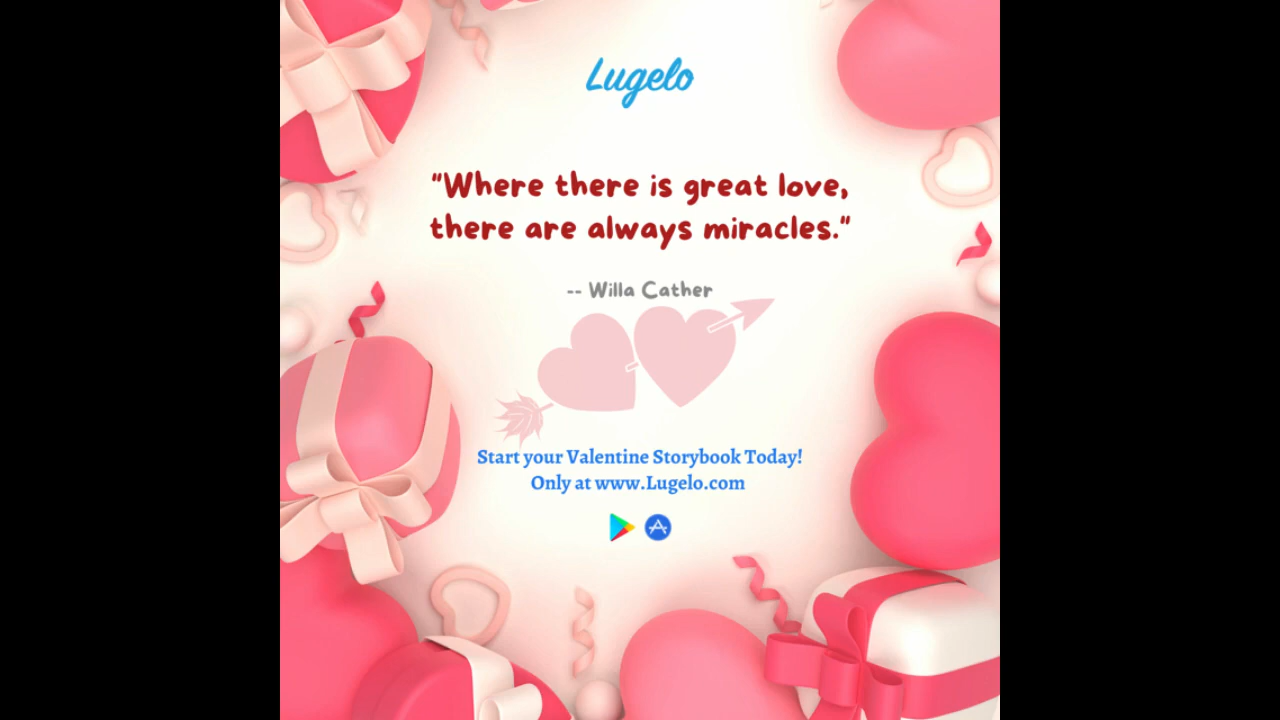 Lugelo
"Where there is great love,
there are always miracles."
-- Willa Cather
Start your Valentine Storybook Today!
Only at www.Lugelo.com